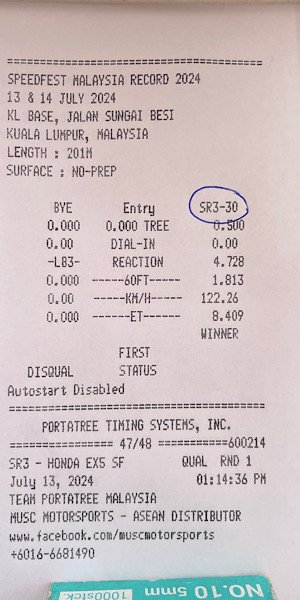 =======================================
SPEEDFEST MALAYSIA RECORD 2024
13 & 14 JULY 2024
KL BASE, JALAN SUNGAI BESI
KUALA LUMPUR, MALAYSIA
LENGTH : 201M
SURFACE : NO-PREP
BYE Entry SR3-30
0.000 0.000 TREE 0.500
0.00 DIAL-IN 0.00
-L83- REACTION 4.728
0.000 ------60FT------ 1.813
0.00 ------KM/H------ 122.26
0.000 -------ET------- 8.409
WINNER
FIRST
DISQUAL STATUS
Autostart Disabled
=======================================
PORTATREE TIMING SYSTEMS, INC.
================ 47/48 ===========600214
SR3 - HONDA EX5 SF QUAL RND 1
July 13, 2024 01:14:36 PM
TEAM PORTATREE MALAYSIA
MUSC MOTORSPORTS - ASEAN DISTRIBUTOR
www.facebook.com/muscmotorsports
+6016-6681490
NO.10 5mm
1000stck.